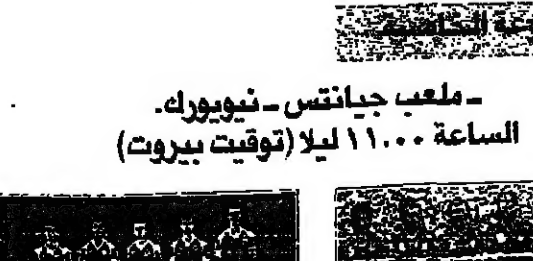 ـ ملعب جيانتس ـ نيويورك.
الساعة ١١،٠٠ ليلا (توقيت بيروت)